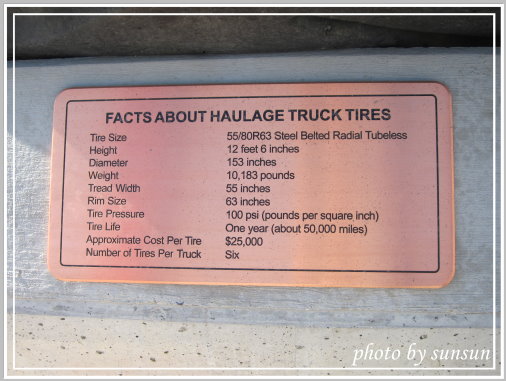 FACTS ABOUT HAULAGE TRUCK TIRES
Tire Size 55/80R63 Steel Belted Radial Tubeless
Height 12 feet 6 inches
Diameter 153 inches
Weight 10,183 pounds
Tread Width 55 inches
Rim Size 63 inches
Tire Pressure 100 psi (pounds per square inch)
Tire Life One year (about 50,000 miles)
Approximate Cost Per Tire $25,000
Number of Tires Per Truck Six
photo by sunsun